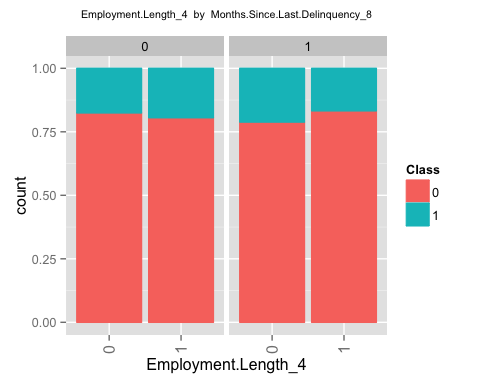 Employment.Length_4 by Months.Since.Last.Delinquency_8
0 1
1.00
0.75
0.50
0.25
0.00
count
0 1 0 1
Employment.Length_4
Class
0
1